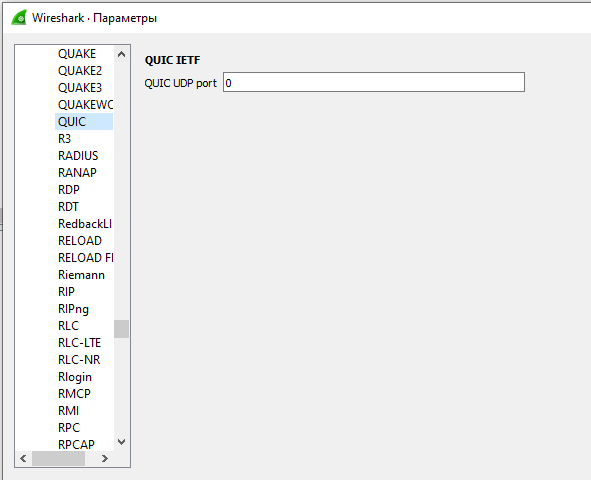 Wireshark · Параметры
QUAKE
QUAKE2
QUAKE3
QUAKEWC
QUIC
R3
RADIUS
RANAP
RDP
RDT
RedbackLI
RELOAD
RELOAD F
Riemann
RIP
RIPng
RLC
RLC-LTE
RLC-NR
Rlogin
RMCP
RMI
RPC
RPCAP
QUIC IETF
QUIC UDP port 0